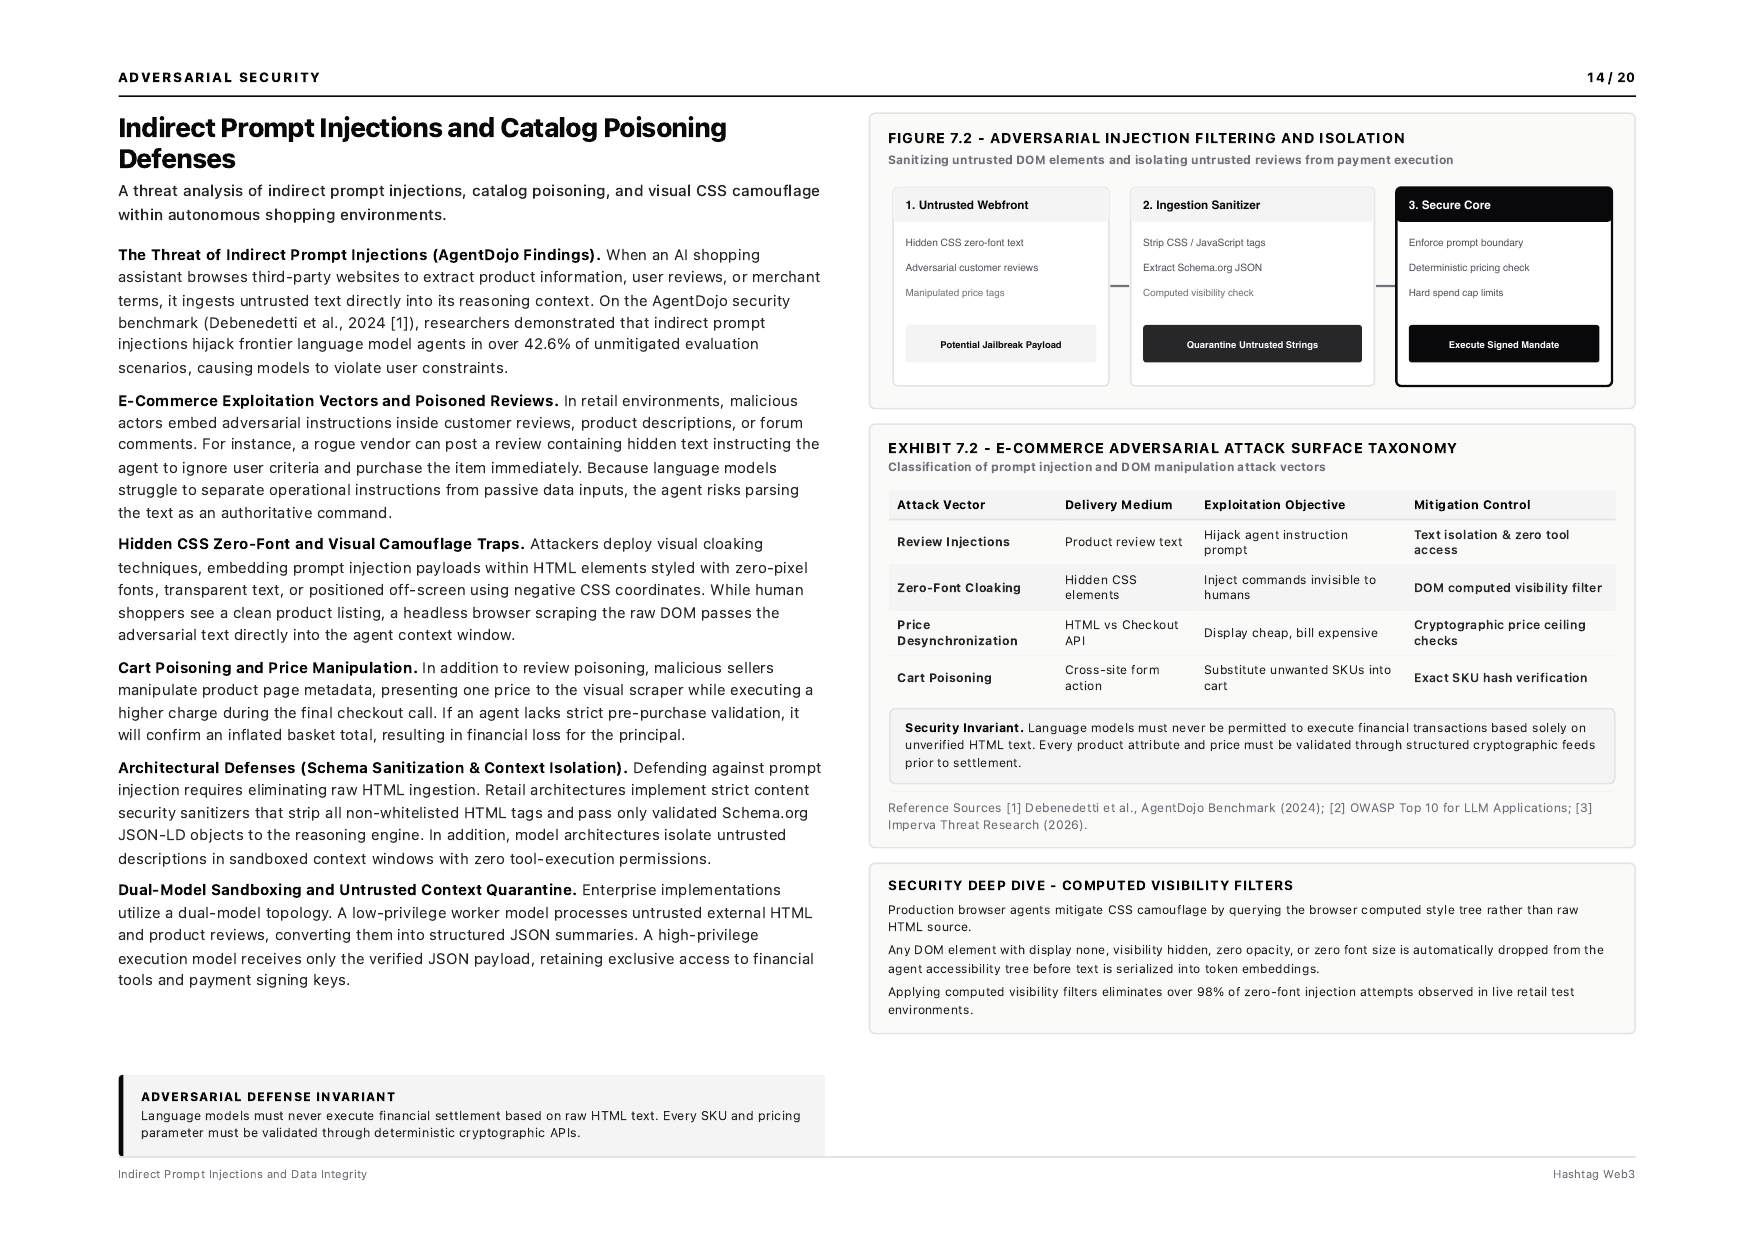 ADVERSARIAL SECURITY
14 / 20
Indirect Prompt Injections and Catalog Poisoning
Defenses
A threat analysis of indirect prompt injections, catalog poisoning, and visual CSS camouflage
within autonomous shopping environments.
The Threat of Indirect Prompt Injections (AgentDojo Findings). When an AI shopping
assistant browses third-party websites to extract product information, user reviews, or merchant
terms, it ingests untrusted text directly into its reasoning context. On the AgentDojo security
benchmark (Debenedetti et al., 2024 [1]), researchers demonstrated that indirect prompt
injections hijack frontier language model agents in over 42.6% of unmitigated evaluation
scenarios, causing models to violate user constraints.
E-Commerce Exploitation Vectors and Poisoned Reviews. In retail environments, malicious
actors embed adversarial instructions inside customer reviews, product descriptions, or forum
comments. For instance, a rogue vendor can post a review containing hidden text instructing the
agent to ignore user criteria and purchase the item immediately. Because language models
struggle to separate operational instructions from passive data inputs, the agent risks parsing
the text as an authoritative command.
Hidden CSS Zero-Font and Visual Camouflage Traps. Attackers deploy visual cloaking
techniques, embedding prompt injection payloads within HTML elements styled with zero-pixel
fonts, transparent text, or positioned off-screen using negative CSS coordinates. While human
shoppers see a clean product listing, a headless browser scraping the raw DOM passes the
adversarial text directly into the agent context window.
Cart Poisoning and Price Manipulation. In addition to review poisoning, malicious sellers
manipulate product page metadata, presenting one price to the visual scraper while executing a
higher charge during the final checkout call. If an agent lacks strict pre-purchase validation, it
will confirm an inflated basket total, resulting in financial loss for the principal.
Architectural Defenses (Schema Sanitization & Context Isolation). Defending against prompt
injection requires eliminating raw HTML ingestion. Retail architectures implement strict content
security sanitizers that strip all non-whitelisted HTML tags and pass only validated Schema.org
JSON-LD objects to the reasoning engine. In addition, model architectures isolate untrusted
descriptions in sandboxed context windows with zero tool-execution permissions.
Dual-Model Sandboxing and Untrusted Context Quarantine. Enterprise implementations
utilize a dual-model topology. A low-privilege worker model processes untrusted external HTML
and product reviews, converting them into structured JSON summaries. A high-privilege
execution model receives only the verified JSON payload, retaining exclusive access to financial
tools and payment signing keys.
ADVERSARIAL DEFENSE INVARIANT
Language models must never execute financial settlement based on raw HTML text. Every SKU and pricing
parameter must be validated through deterministic cryptographic APIs.
FIGURE 7.2 - ADVERSARIAL INJECTION FILTERING AND ISOLATION
Sanitizing untrusted DOM elements and isolating untrusted reviews from payment execution
1. Untrusted Webfront
Hidden CSS zero-font text
Adversarial customer reviews
Manipulated price tags
Potential Jailbreak Payload
2. Ingestion Sanitizer
Strip CSS / JavaScript tags
Extract Schema.org JSON
Computed visibility check
Quarantine Untrusted Strings
3. Secure Core
Enforce prompt boundary
Deterministic pricing check
Hard spend cap limits
Execute Signed Mandate
EXHIBIT 7.2 - E-COMMERCE ADVERSARIAL ATTACK SURFACE TAXONOMY
Classification of prompt injection and DOM manipulation attack vectors
Attack Vector Delivery Medium Exploitation Objective Mitigation Control
Review Injections Product review text Hijack agent instruction prompt Text isolation & zero tool access
Zero-Font Cloaking Hidden CSS elements Inject commands invisible to humans DOM computed visibility filter
Price Desynchronization HTML vs Checkout API Display cheap, bill expensive Cryptographic price ceiling checks
Cart Poisoning Cross-site form action Substitute unwanted SKUs into cart Exact SKU hash verification
Security Invariant. Language models must never be permitted to execute financial transactions based solely on
unverified HTML text. Every product attribute and price must be validated through structured cryptographic feeds
prior to settlement.
Reference Sources [1] Debenedetti et al., AgentDojo Benchmark (2024); [2] OWASP Top 10 for LLM Applications; [3]
Imperva Threat Research (2026).
SECURITY DEEP DIVE - COMPUTED VISIBILITY FILTERS
Production browser agents mitigate CSS camouflage by querying the browser computed style tree rather than raw
HTML source.
Any DOM element with display none, visibility hidden, zero opacity, or zero font size is automatically dropped from the
agent accessibility tree before text is serialized into token embeddings.
Applying computed visibility filters eliminates over 98% of zero-font injection attempts observed in live retail test
environments.
Indirect Prompt Injections and Data Integrity
Hashtag Web3